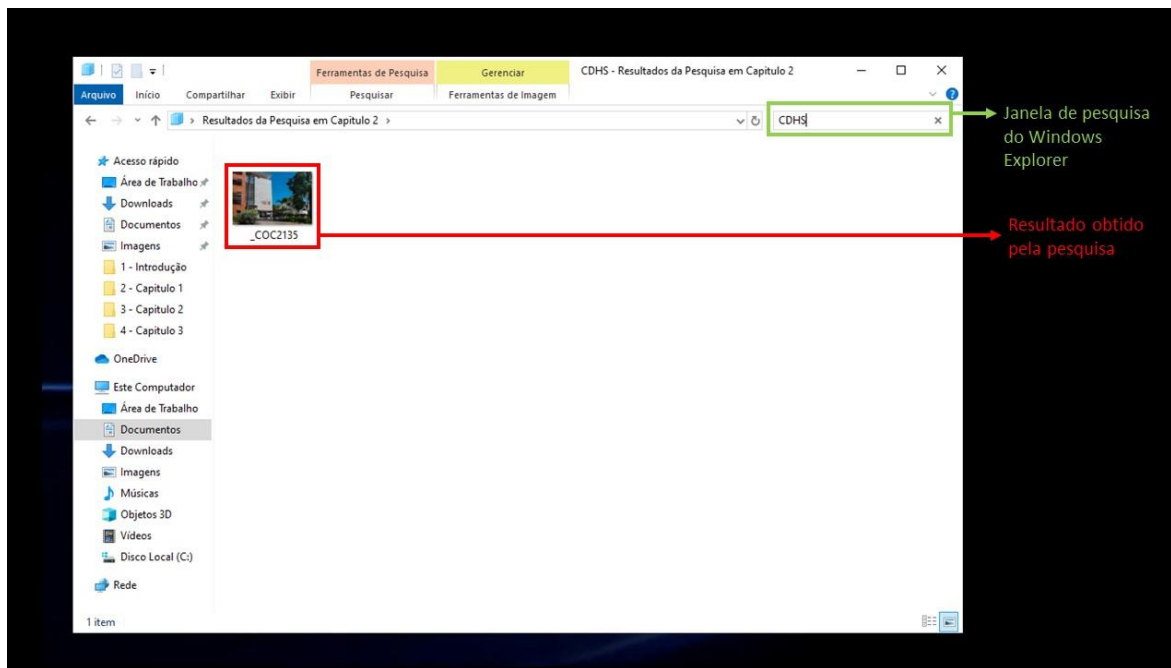 Ferramentas de Pesquisa
Gerenciar
CDHS - Resultados da Pesquisa em Capitulo 2
Arquivo
Início
Compartilhar
Exibir
Pesquisar
Ferramentas de Imagem
Resultados da Pesquisa em Capitulo 2
CDHS
Janela de pesquisa
do Windows
Explorer
Acesso rápido
Área de Trabalho
Downloads
Documentos
Imagens
1 - Introdução
2 - Capitulo 1
3 - Capitulo 2
4 - Capitulo 3
OneDrive
Este Computador
Área de Trabalho
Documentos
Downloads
Imagens
Músicas
Objetos 3D
Vídeos
Disco Local (C:)
Rede
_COC2135
Resultado obtido
pela pesquisa
1 item